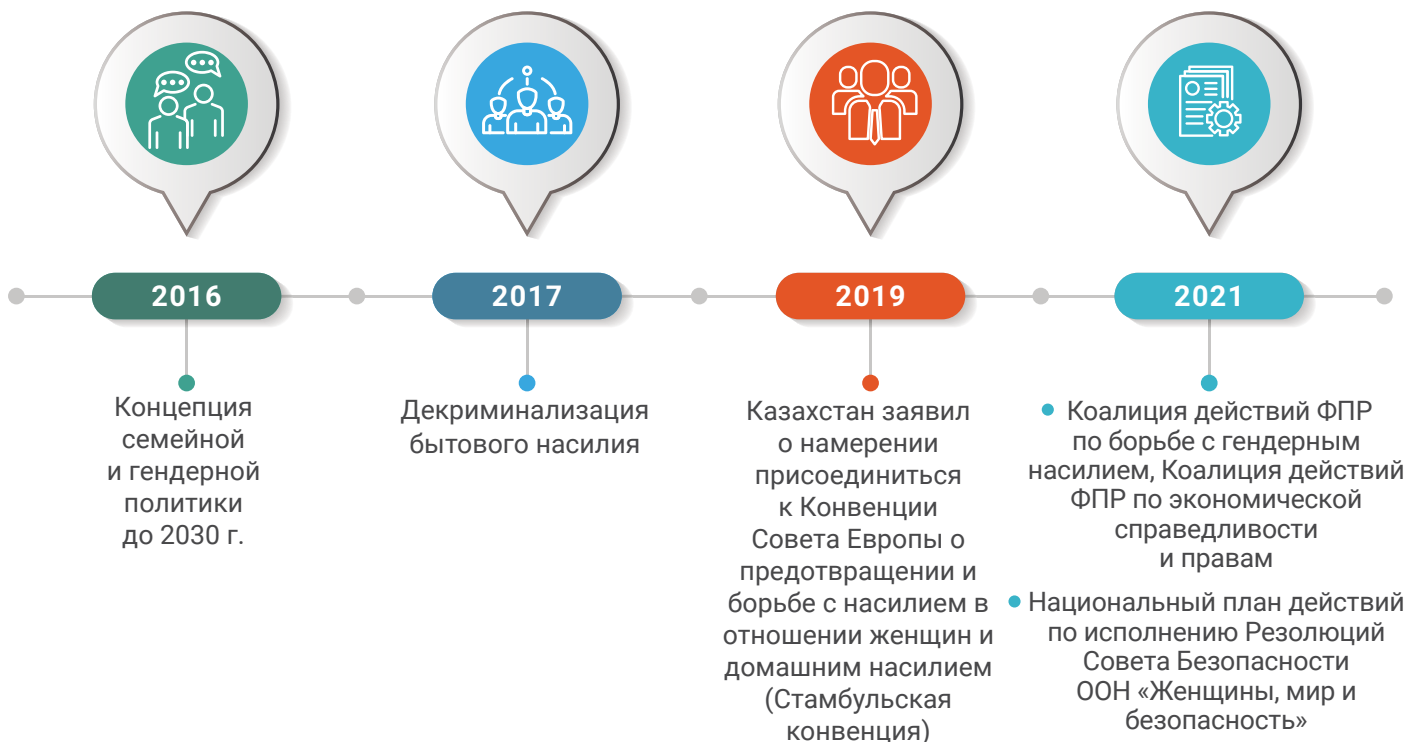 2016
Концепция
семейной
и гендерной
политики
до 2030 г.
2017
Декриминализация
бытового насилия
2019
Казахстан заявил
о намерении
присоединиться
к Конвенции
Совета Европы о
предотвращении и
борьбе с насилием в
отношении женщин и
домашним насилием
(Стамбульская
конвенция)
2021
• Коалиция действий ФПР
по борьбе с гендерным
насилием, Коалиция действий
ФПР по экономической
справедливости
и правам
• Национальный план действий
по исполнению Резолюций
Совета Безопасности
ООН «Женщины, мир и
безопасность»